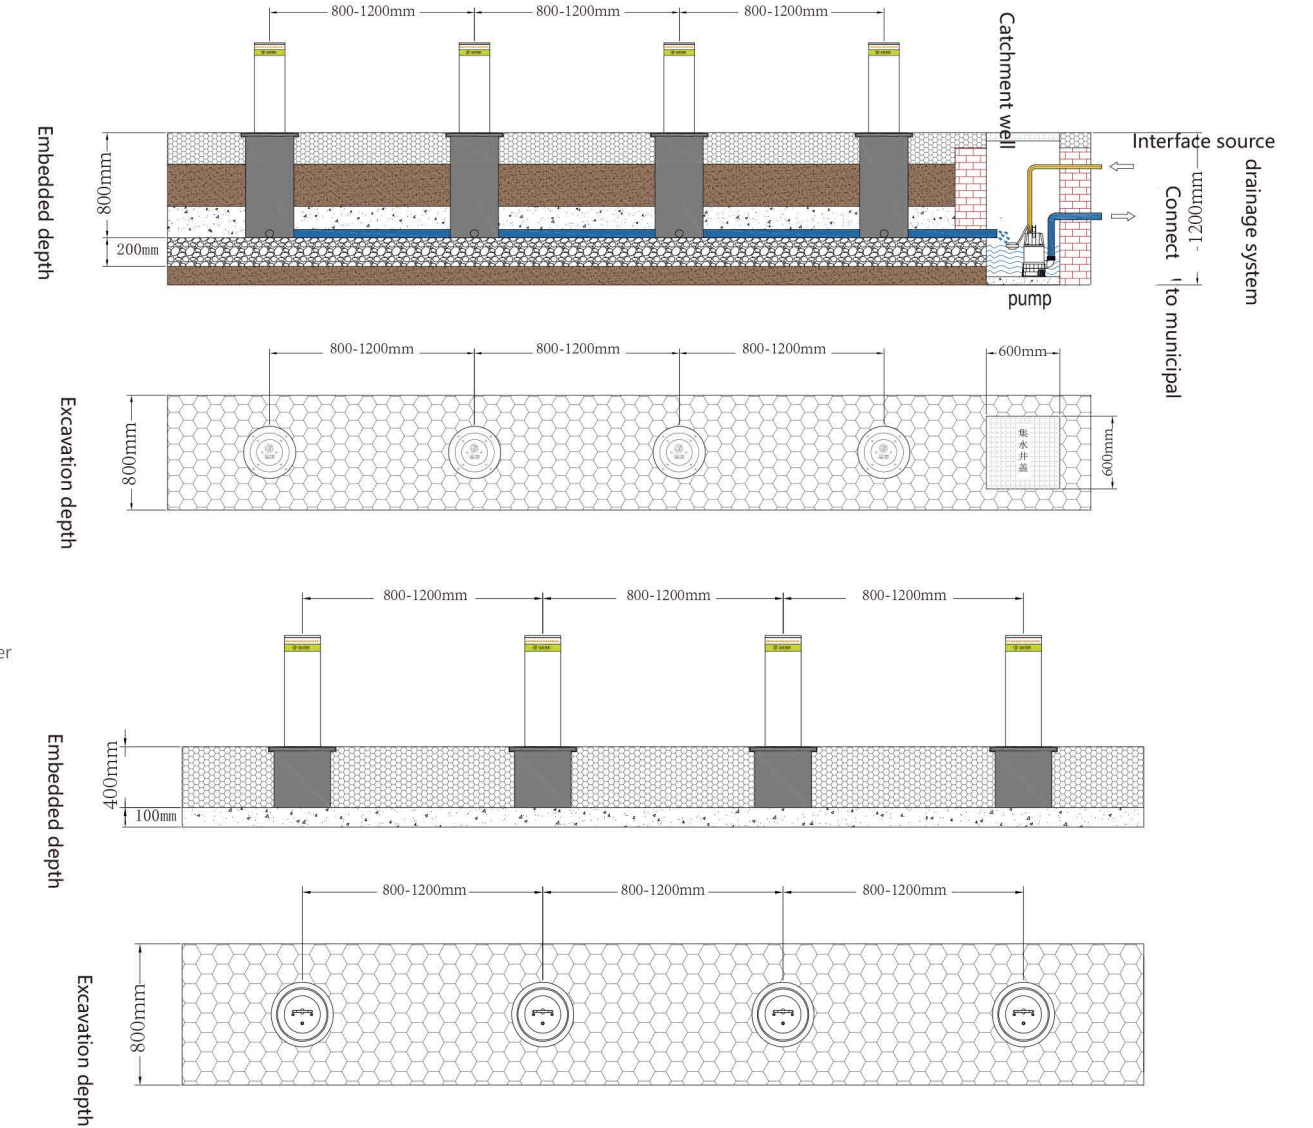 800-1200mm
800-1200mm
800-1200mm
Catchment well
Embedded depth
800mm
200mm
Interface source
1200mm
drainage system
Connect
to municipal
pump
800-1200mm
800-1200mm
800-1200mm
600mm
Excavation depth
800mm
集水井盖
600mm
800-1200mm
800-1200mm
800-1200mm
er
Embedded depth
400mm
100mm
800-1200mm
800-1200mm
800-1200mm
Excavation depth
800mm